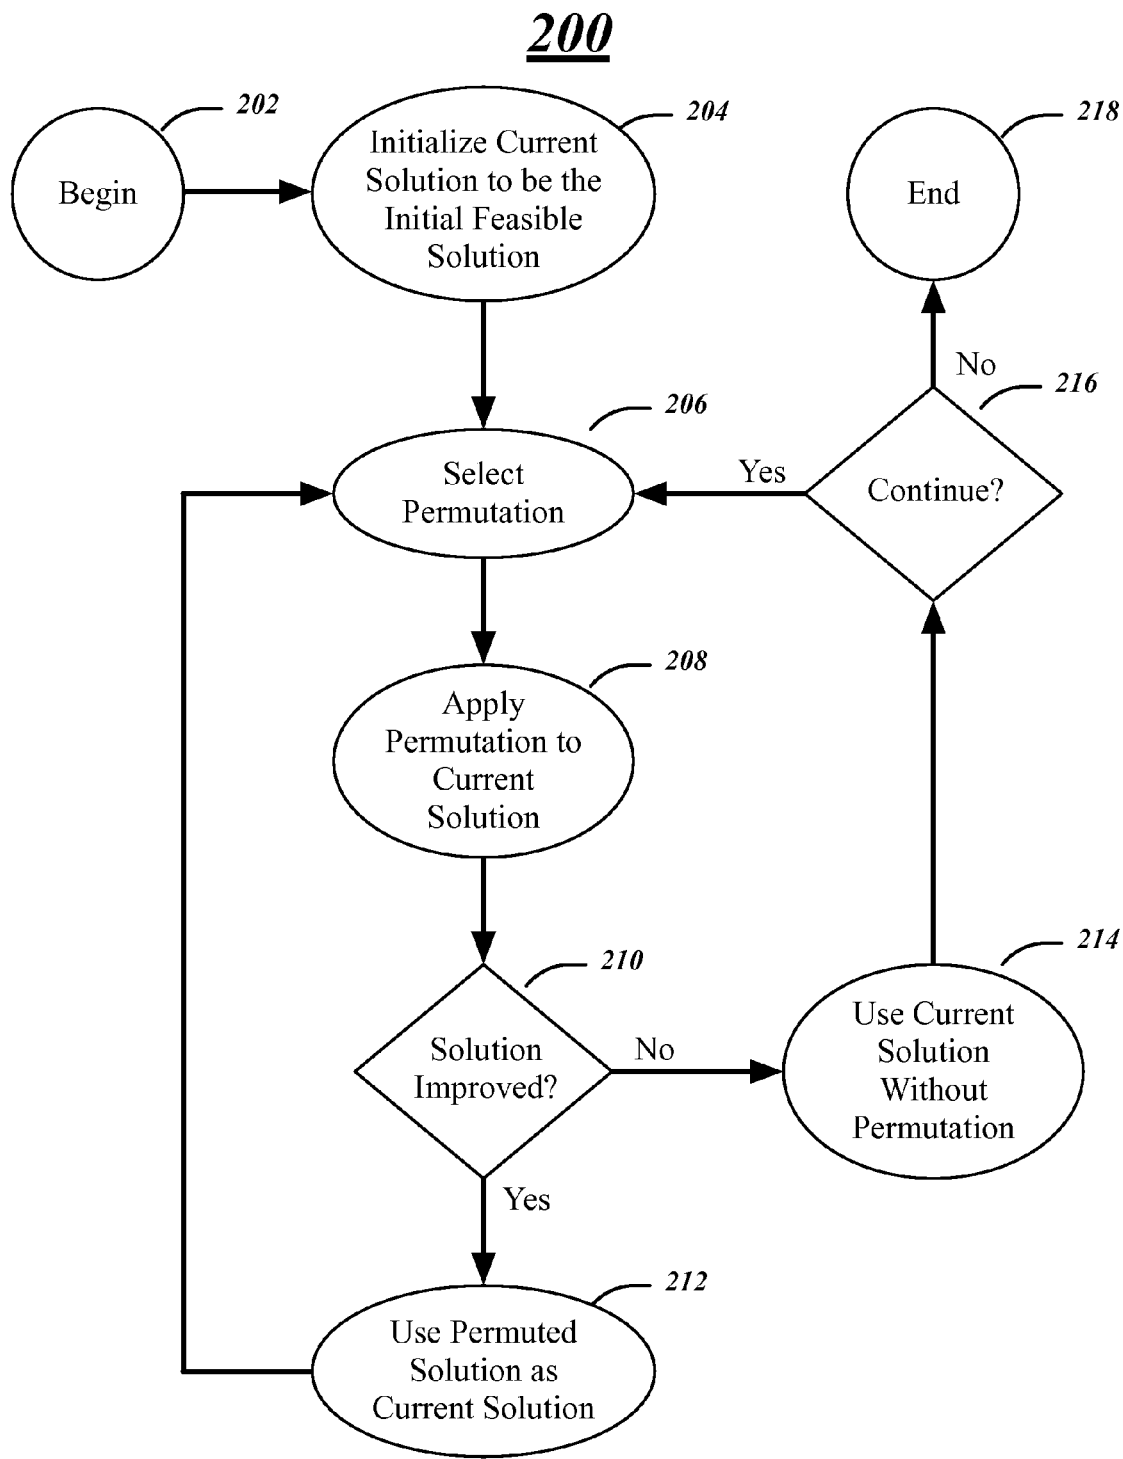 200
202
Begin
204
Initialize Current
Solution to be the
Initial Feasible
Solution
218
End
No
216
Continue?
Yes
206
Select
Permutation
208
Apply
Permutation to
Current
Solution
210
Solution
Improved?
No
214
Use Current
Solution
Without
Permutation
Yes
212
Use Permuted
Solution as
Current Solution